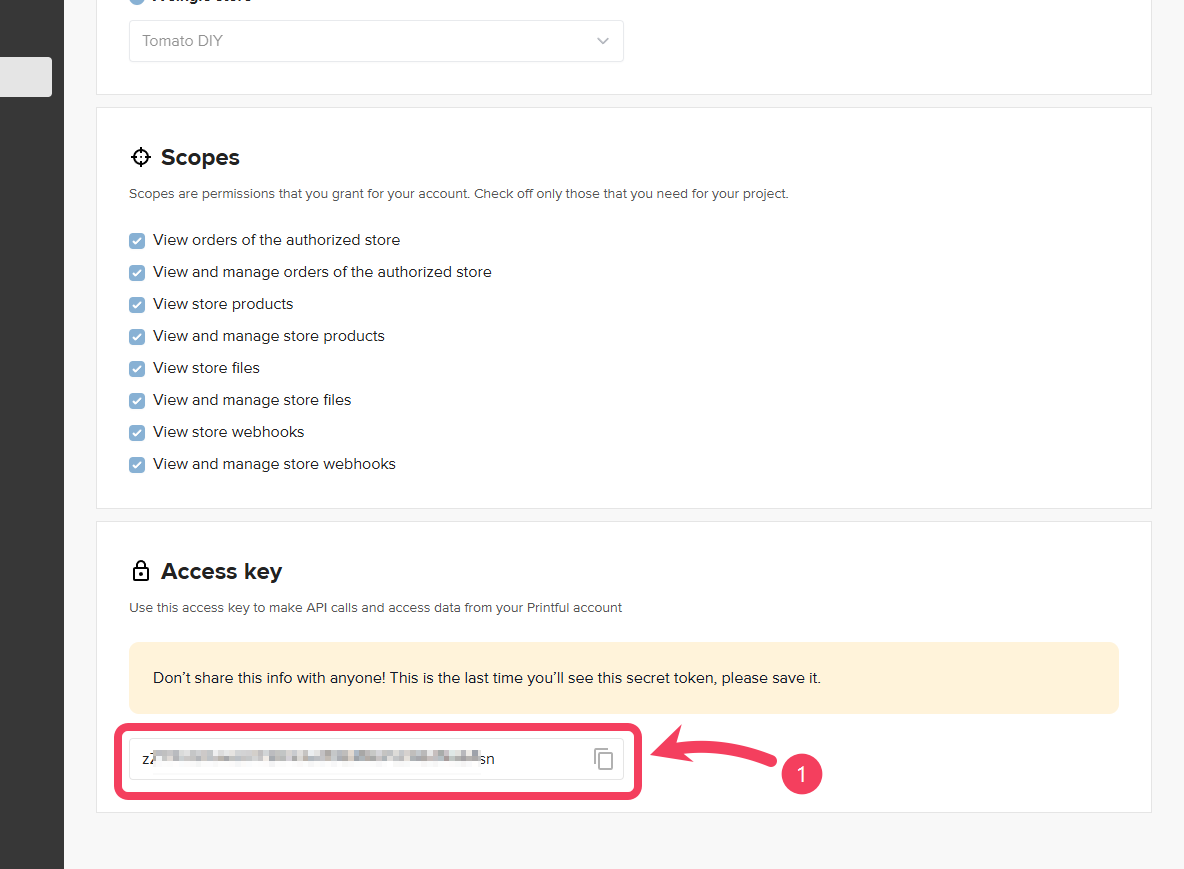 Tomato DIY
Scopes
Scopes are permissions that you grant for your account. Check off only those that you need for your project.
View orders of the authorized store
View and manage orders of the authorized store
View store products
View and manage store products
View store files
View and manage store files
View store webhooks
View and manage store webhooks
Access key
Use this access key to make API calls and access data from your Printful account
Don’t share this info with anyone! This is the last time you’ll see this secret token, please save it.
1